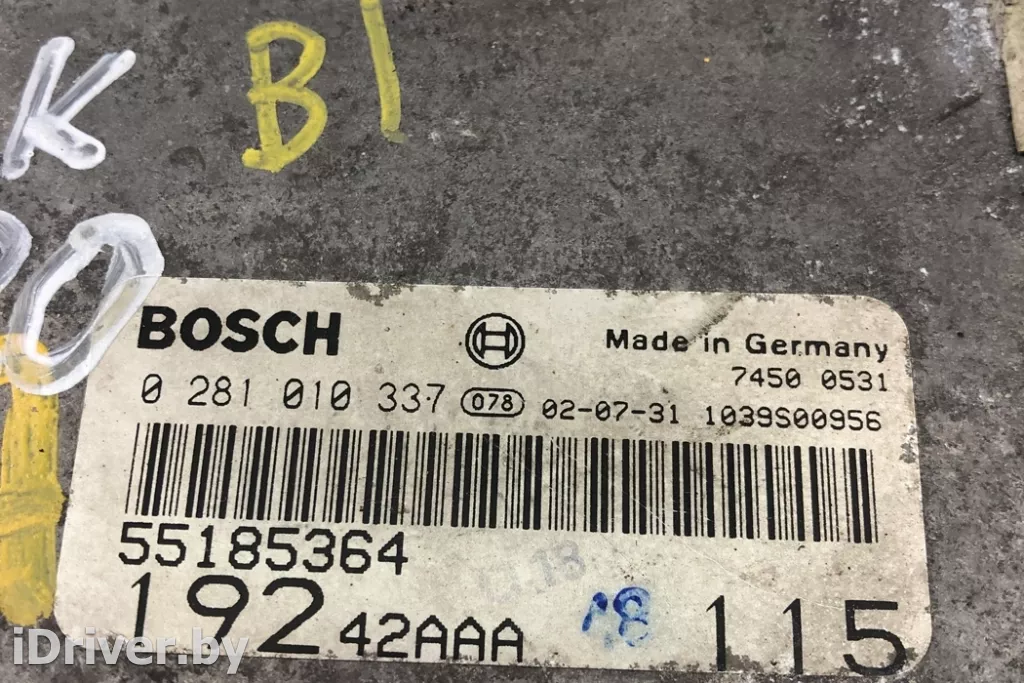 K B1
00
BOSCH
Made in Germany
7450 0531
0 281 010 337 078 02-07-31 1039S00956
55185364
192 42AAA 18 115
iDriver.by